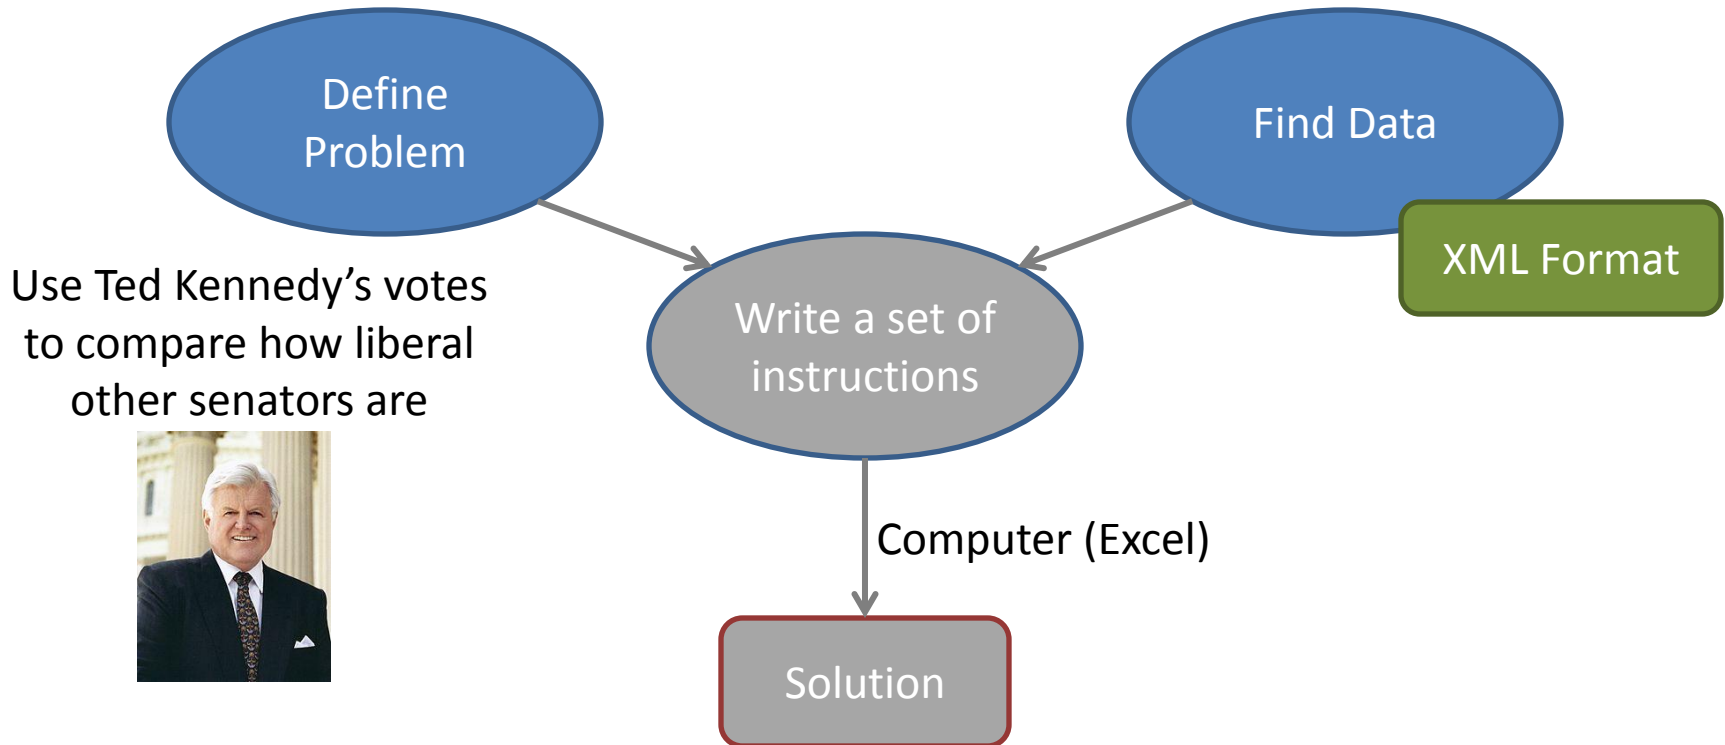 Define
Problem
Find Data
XML Format
Use Ted Kennedy’s votes
to compare how liberal
other senators are
Write a set of
instructions
Computer (Excel)
Solution